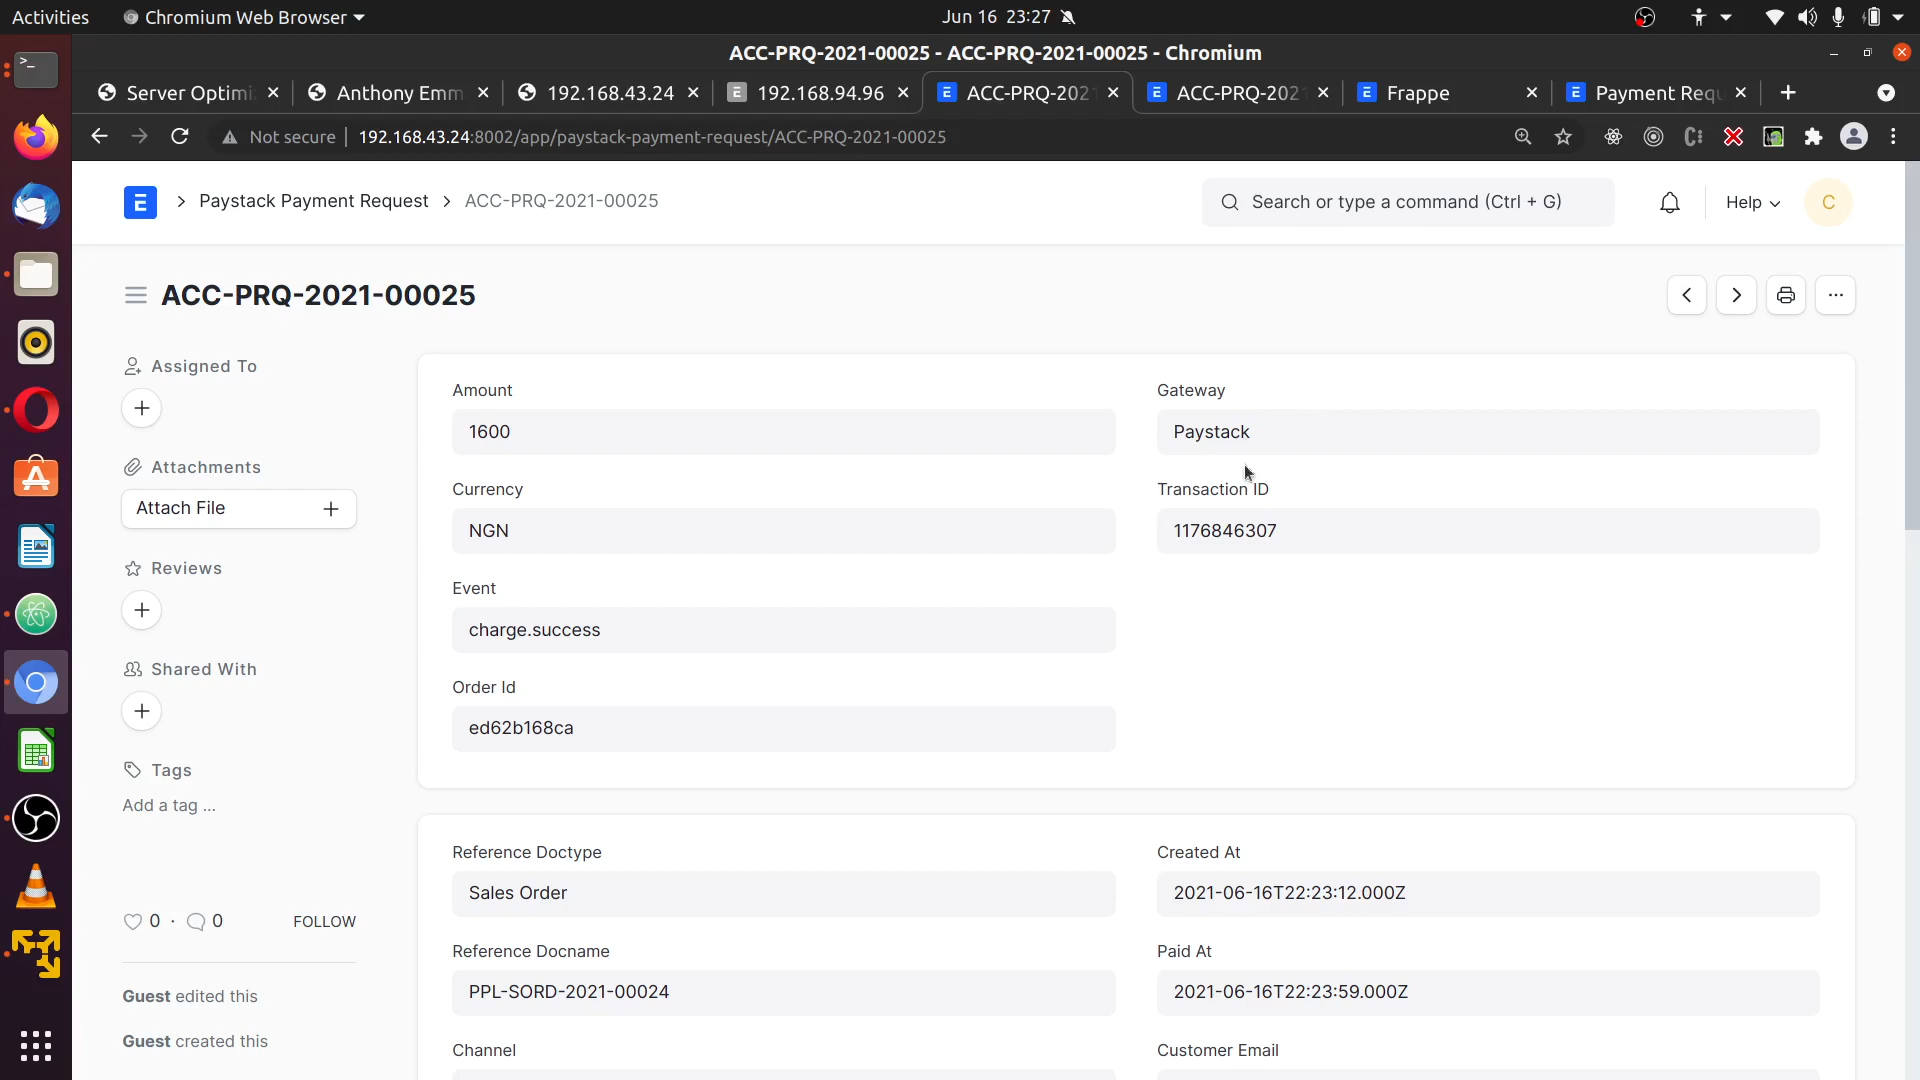 Activities Chromium Web Browser Jun 16 23:27
ACC-PRQ-2021-00025 - ACC-PRQ-2021-00025 - Chromium
Server Optimi Anthony Emm 192.168.43.24 192.168.94.96 ACC-PRQ-202 ACC-PRQ-202 Frappe Payment Requ
Not secure 192.168.43.24:8002/app/paystack-payment-request/ACC-PRQ-2021-00025
E Paystack Payment Request ACC-PRQ-2021-00025 Search or type a command (Ctrl + G) Help C
ACC-PRQ-2021-00025
Assigned To
Attachments
Attach File
Reviews
Shared With
Tags
Add a tag ...
0 · 0 FOLLOW
Guest edited this
Guest created this
Amount
1600
Currency
NGN
Event
charge.success
Order Id
ed62b168ca
Gateway
Paystack
Transaction ID
1176846307
Reference Doctype
Sales Order
Reference Docname
PPL-SORD-2021-00024
Channel
Created At
2021-06-16T22:23:12.000Z
Paid At
2021-06-16T22:23:59.000Z
Customer Email